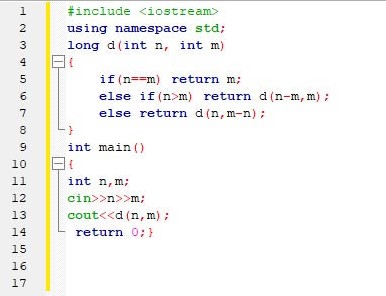 1 #include <iostream>
2 using namespace std;
3 long d(int n, int m)
4 {
5 if(n==m) return m;
6 else if(n>m) return d(n-m,m);
7 else return d(n,m-n);
8 }
9 int main()
10 {
11 int n,m;
12 cin>>n>>m;
13 cout<<d(n,m);
14 return 0;}
15
16
17